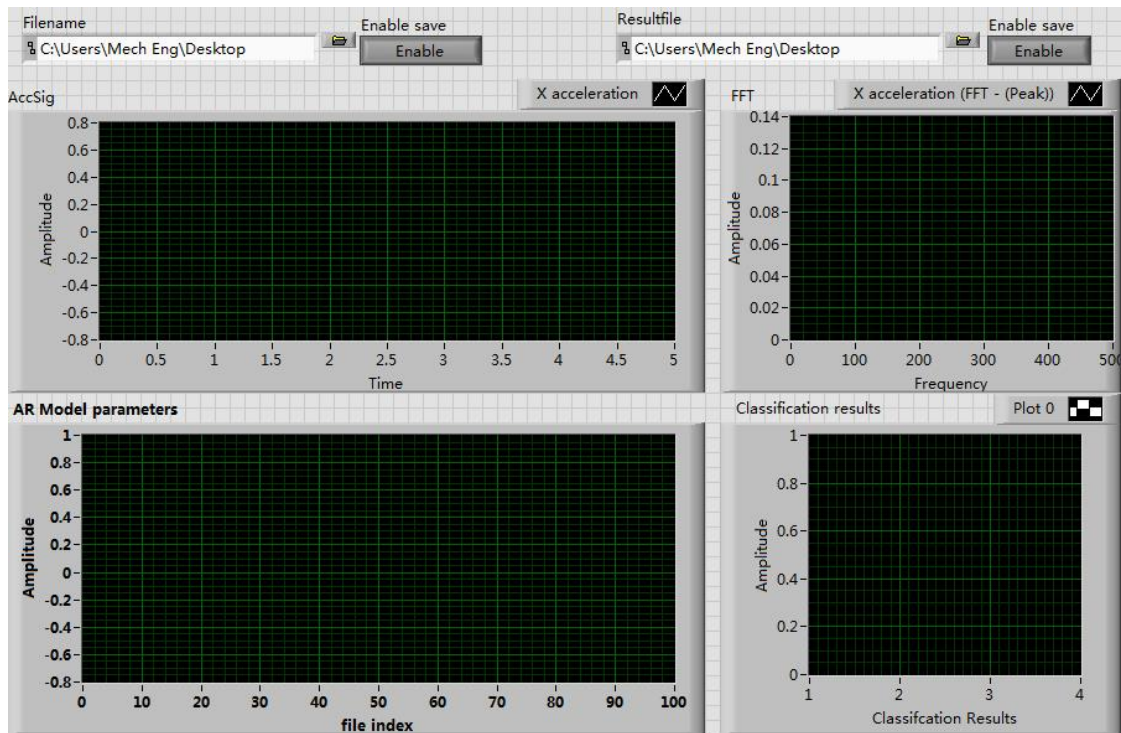 Filename
C:\Users\Mech Eng\Desktop
Enable save
Enable
Resultfile
C:\Users\Mech Eng\Desktop
Enable save
Enable
AccSig
X acceleration
0.8
0.6
0.4
0.2
0
-0.2
-0.4
-0.6
-0.8
Amplitude
0 0.5 1 1.5 2 2.5 3 3.5 4 4.5 5
Time
FFT
X acceleration (FFT - (Peak))
0.14
0.12
0.1
0.08
0.06
0.04
0.02
0
Amplitude
0 100 200 300 400 500
Frequency
AR Model parameters
1
0.8
0.6
0.4
0.2
0
-0.2
-0.4
-0.6
-0.8
Amplitude
0 10 20 30 40 50 60 70 80 90 100
file index
Classification results
Plot 0
1
0.8
0.6
0.4
0.2
0
Amplitude
1 2 3 4
Classifcation Results